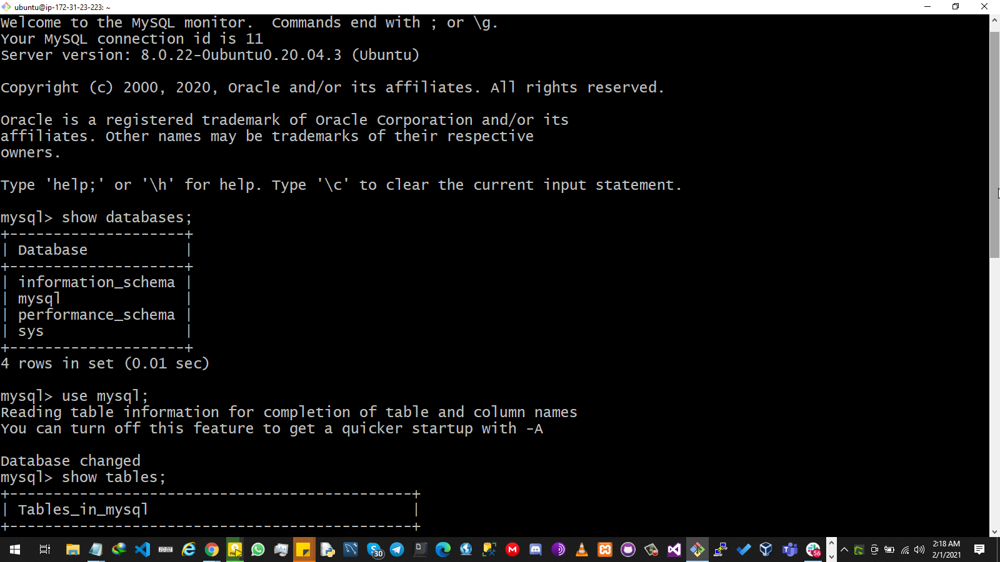 ubuntu@ip-172-31-23-223: ~
Welcome to the MySQL monitor.  Commands end with ; or \g.
Your MySQL connection id is 11
Server version: 8.0.22-0ubuntu0.20.04.3 (Ubuntu)
Copyright (c) 2000, 2020, Oracle and/or its affiliates. All rights reserved.
Oracle is a registered trademark of Oracle Corporation and/or its
affiliates. Other names may be trademarks of their respective
owners.
Type 'help;' or '\h' for help. Type '\c' to clear the current input statement.
mysql> show databases;
+--------------------+
| Database           |
+--------------------+
| information_schema |
| mysql              |
| performance_schema |
| sys                |
+--------------------+
4 rows in set (0.01 sec)
mysql> use mysql;
Reading table information for completion of table and column names
You can turn off this feature to get a quicker startup with -A
Database changed
mysql> show tables;
+----------------------------------------------+
| Tables_in_mysql                              |
+----------------------------------------------+
30
56
2:18 AM
2/1/2021